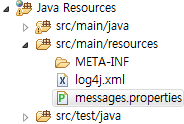 Java Resources
src/main/java
src/main/resources
META-INF
log4j.xml
messages.properties
src/test/java